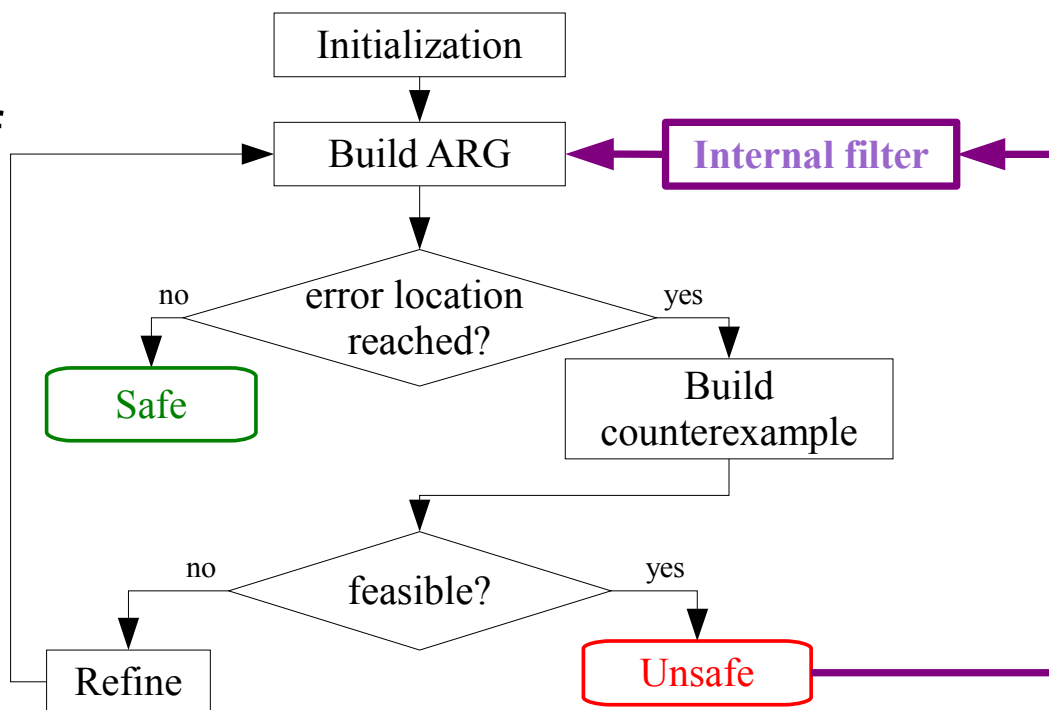 Initialization
Build ARG
Internal filter
error location
reached?
no
yes
Safe
Build
counterexample
feasible?
no
yes
Refine
Unsafe